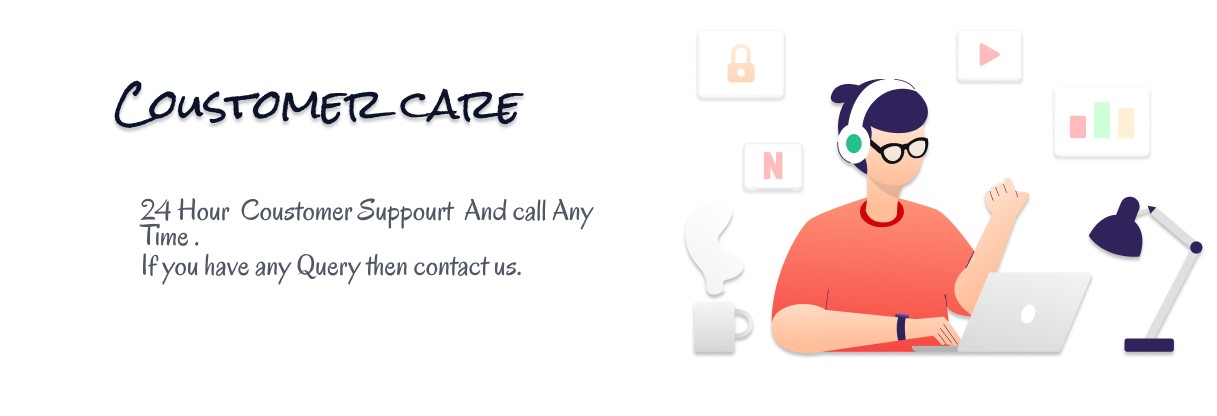 Coustomer care
24 Hour Coustomer Suppourt And call Any
Time .
If you have any Query then contact us.
N